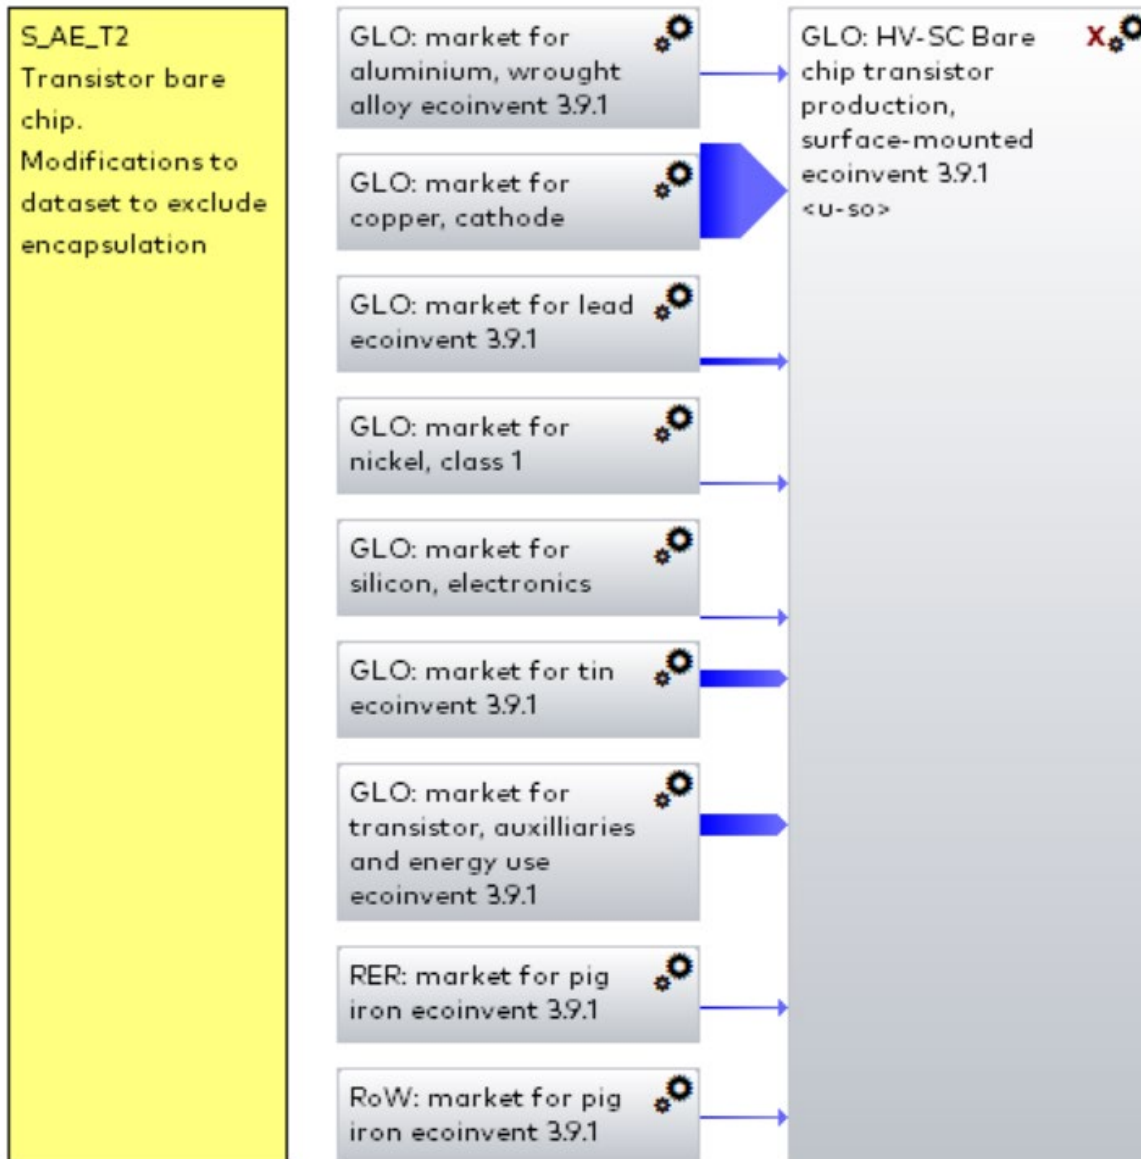 S_AE_T2
Transistor bare
chip.
Modifications to
dataset to exclude
encapsulation
GLO: market for
aluminium, wrought
alloy ecoinvent 3.9.1
GLO: market for
copper, cathode
GLO: market for lead
ecoinvent 3.9.1
GLO: market for
nickel, class 1
GLO: market for
silicon, electronics
GLO: market for tin
ecoinvent 3.9.1
GLO: market for
transistor, auxilliaries
and energy use
ecoinvent 3.9.1
RER: market for pig
iron ecoinvent 3.9.1
RoW: market for pig
iron ecoinvent 3.9.1
GLO: HV-SC Bare
chip transistor
production,
surface-mounted
ecoinvent 3.9.1
<u-so>
X